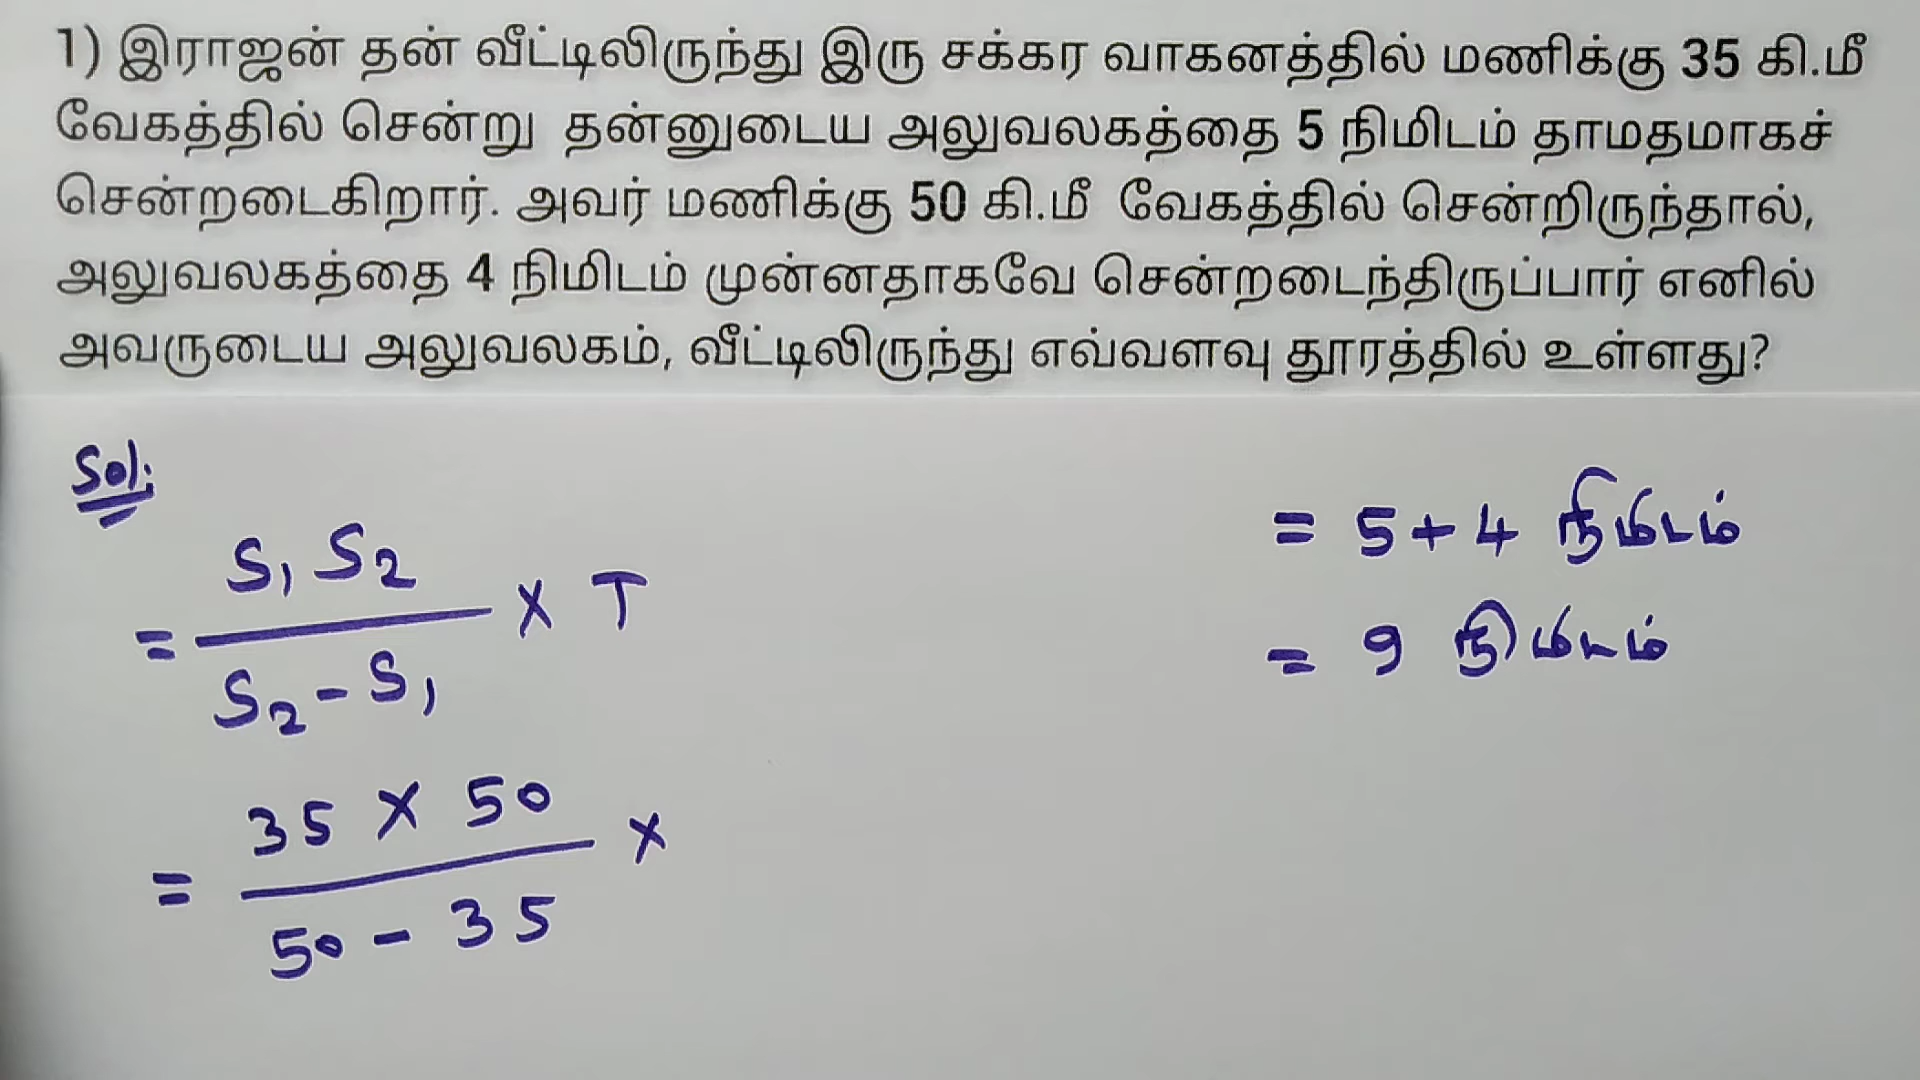 1) இராஜன் தன் வீட்டிலிருந்து இரு சக்கர வாகனத்தில் மணிக்கு 35 கி.மீ
வேகத்தில் சென்று தன்னுடைய அலுவலகத்தை 5 நிமிடம் தாமதமாகச்
சென்றடைகிறார். அவர் மணிக்கு 50 கி.மீ வேகத்தில் சென்றிருந்தால்,
அலுவலகத்தை 4 நிமிடம் முன்னதாகவே சென்றடைந்திருப்பார் எனில்
அவருடைய அலுவலகம், வீட்டிலிருந்து எவ்வளவு தூரத்தில் உள்ளது?
Sol:
S₁ S₂
= ― × T
S₂ - S₁
35 × 50
= ― ×
50 - 35
= 5 + 4 நிமிடம்
= 9 நிமிடம்